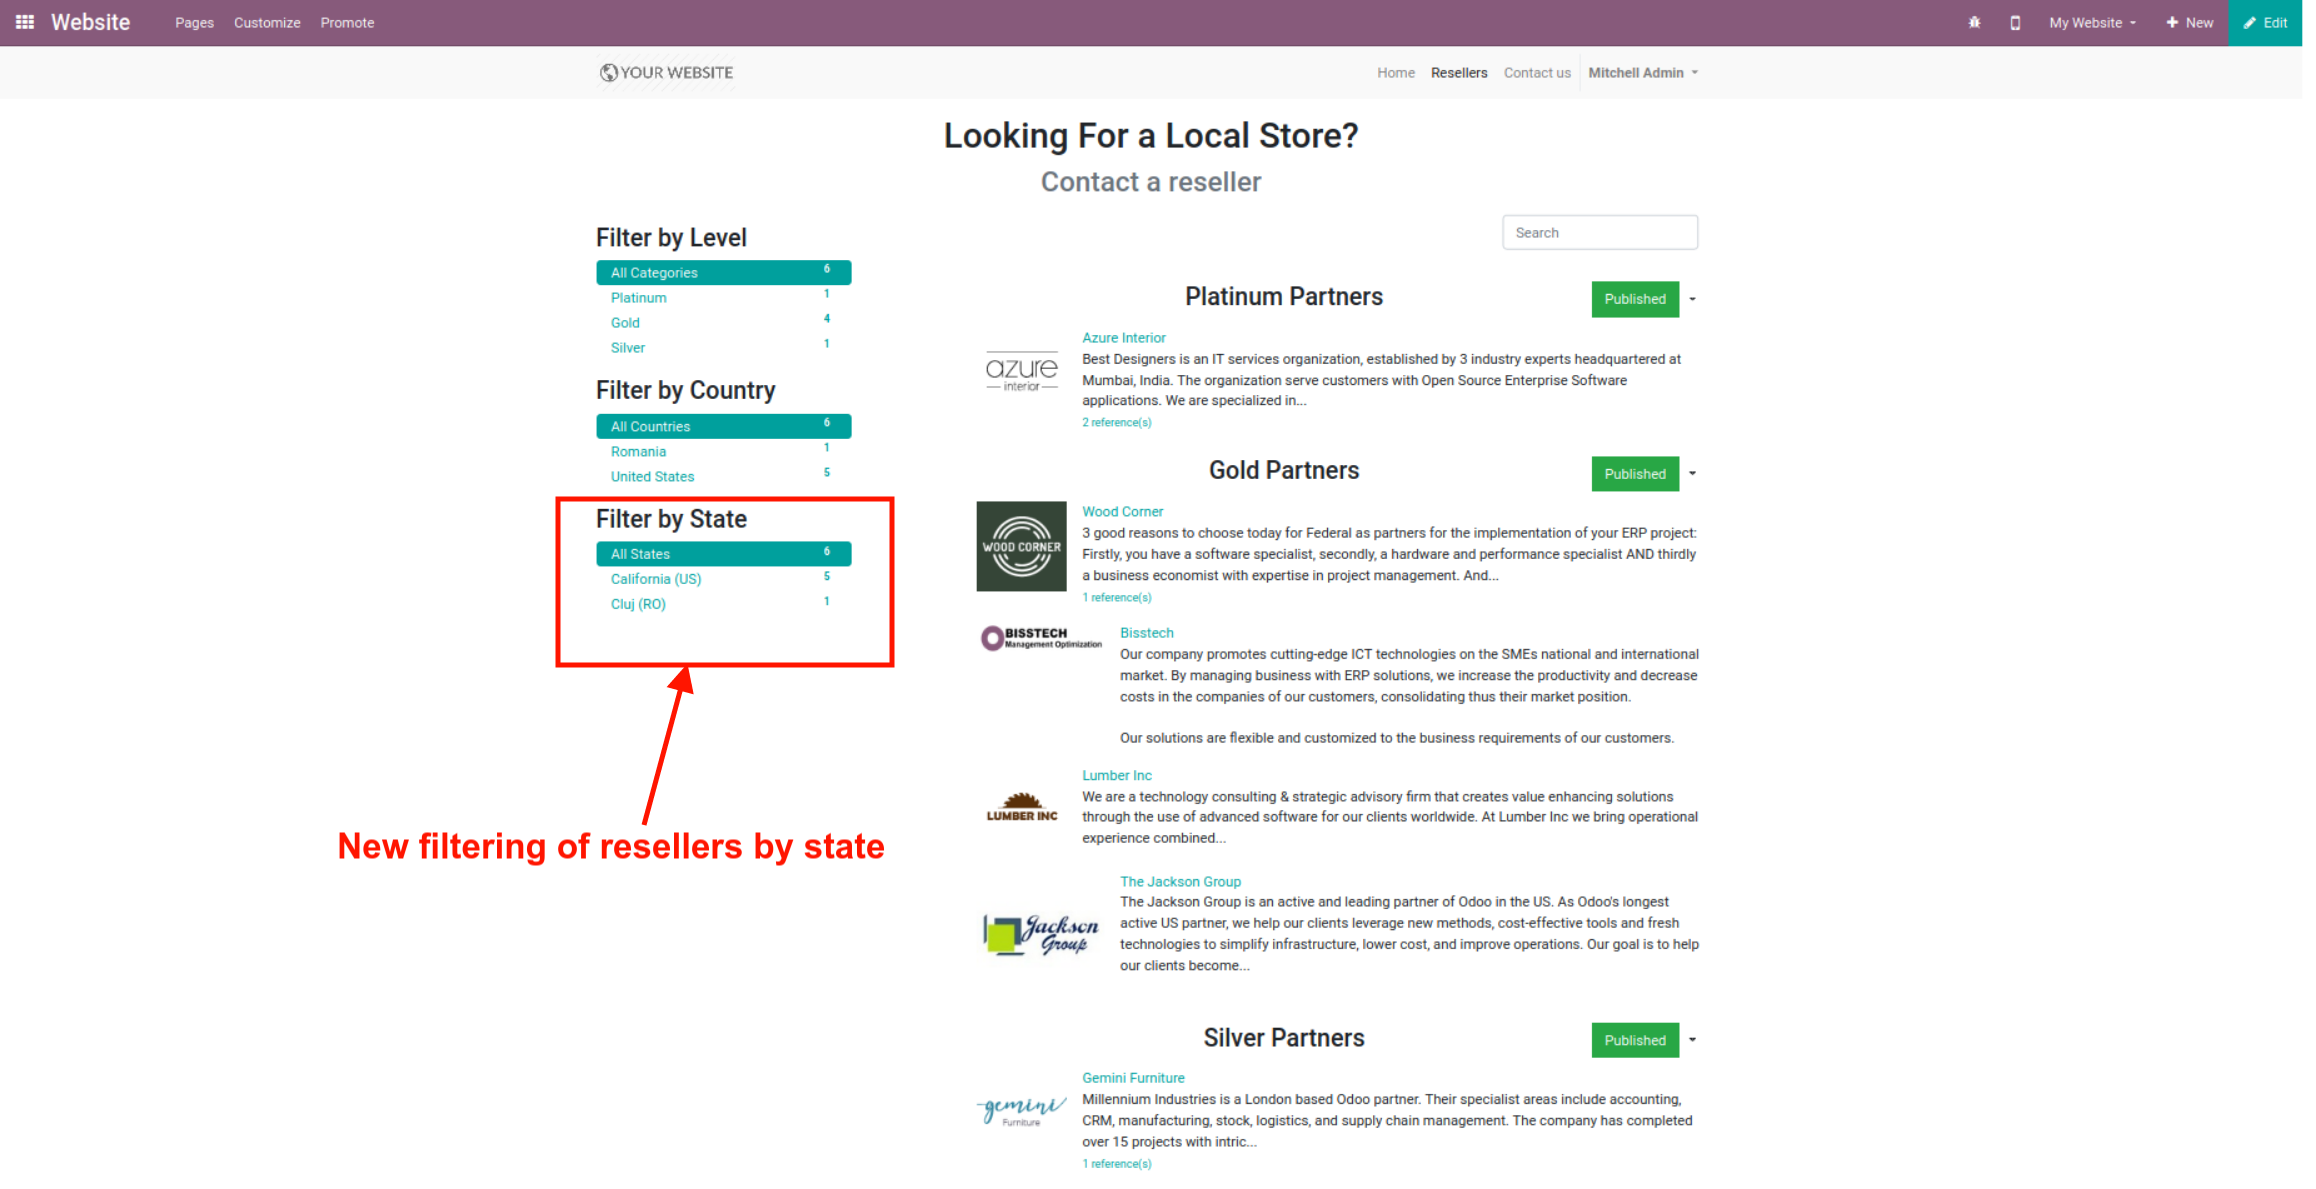 Website Pages Customize Promote My Website New Edit
YOUR WEBSITE Home Resellers Contact us Mitchell Admin
Looking For a Local Store?
Contact a reseller
Filter by Level
All Categories 6
Platinum 1
Gold 4
Silver 1
Filter by Country
All Countries 6
Romania 1
United States 5
Filter by State
All States 6
California (US) 5
Cluj (RO) 1
New filtering of resellers by state
Search
Platinum Partners Published
azure
interior
Azure Interior
Best Designers is an IT services organization, established by 3 industry experts headquartered at
Mumbai, India. The organization serve customers with Open Source Enterprise Software
applications. We are specialized in...
2 reference(s)
Gold Partners Published
WOOD CORNER
Wood Corner
3 good reasons to choose today for Federal as partners for the implementation of your ERP project:
Firstly, you have a software specialist, secondly, a hardware and performance specialist AND thirdly
a business economist with expertise in project management. And...
1 reference(s)
BISSTECH
Management Optimization
Bisstech
Our company promotes cutting-edge ICT technologies on the SMEs national and international
market. By managing business with ERP solutions, we increase the productivity and decrease
costs in the companies of our customers, consolidating thus their market position.
Our solutions are flexible and customized to the business requirements of our customers.
LUMBER INC
Lumber Inc
We are a technology consulting & strategic advisory firm that creates value enhancing solutions
through the use of advanced software for our clients worldwide. At Lumber Inc we bring operational
experience combined...
Jackson
Group
The Jackson Group
The Jackson Group is an active and leading partner of Odoo in the US. As Odoo's longest
active US partner, we help our clients leverage new methods, cost-effective tools and fresh
technologies to simplify infrastructure, lower cost, and improve operations. Our goal is to help
our clients become...
Silver Partners Published
gemini
Furniture
Gemini Furniture
Millennium Industries is a London based Odoo partner. Their specialist areas include accounting,
CRM, manufacturing, stock, logistics, and supply chain management. The company has completed
over 15 projects with intric...
1 reference(s)